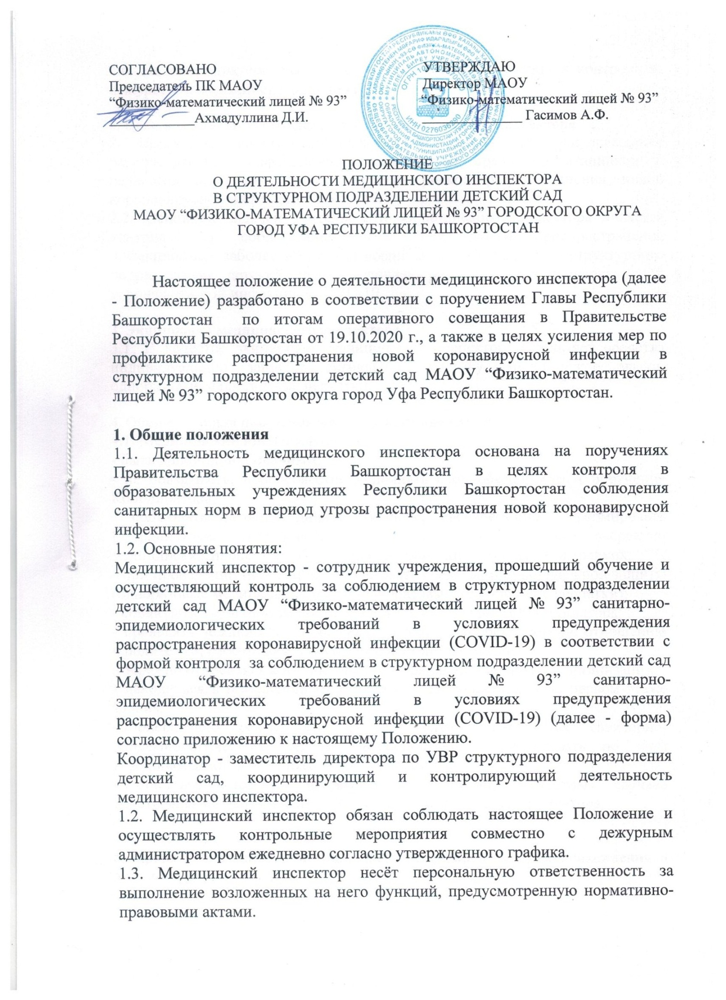 СОГЛАСОВАНО
Председатель ПК МАОУ
“Физико-математический лицей № 93”
____________Ахмадуллина Д.И.
УТВЕРЖДАЮ
Директор МАОУ
“Физико-математический лицей № 93”
______________ Гасимов А.Ф.
ИНН 0276036290
ПОЛОЖЕНИЕ
О ДЕЯТЕЛЬНОСТИ МЕДИЦИНСКОГО ИНСПЕКТОРА
В СТРУКТУРНОМ ПОДРАЗДЕЛЕНИИ ДЕТСКИЙ САД
МАОУ “ФИЗИКО-МАТЕМАТИЧЕСКИЙ ЛИЦЕЙ № 93” ГОРОДСКОГО ОКРУГА
ГОРОД УФА РЕСПУБЛИКИ БАШКОРТОСТАН
Настоящее положение о деятельности медицинского инспектора (далее
- Положение) разработано в соответствии с поручением Главы Республики
Башкортостан по итогам оперативного совещания в Правительстве
Республики Башкортостан от 19.10.2020 г., а также в целях усиления мер по
профилактике распространения новой коронавирусной инфекции в
структурном подразделении детский сад МАОУ “Физико-математический
лицей № 93” городского округа город Уфа Республики Башкортостан.
1. Общие положения
1.1. Деятельность медицинского инспектора основана на поручениях
Правительства Республики Башкортостан в целях контроля в
образовательных учреждениях Республики Башкортостан соблюдения
санитарных норм в период угрозы распространения новой коронавирусной
инфекции.
1.2. Основные понятия:
Медицинский инспектор - сотрудник учреждения, прошедший обучение и
осуществляющий контроль за соблюдением в структурном подразделении
детский сад МАОУ “Физико-математический лицей № 93” санитарно-
эпидемиологических требований в условиях предупреждения
распространения коронавирусной инфекции (COVID-19) в соответствии с
формой контроля за соблюдением в структурном подразделении детский сад
МАОУ “Физико-математический лицей № 93” санитарно-
эпидемиологических требований в условиях предупреждения
распространения коронавирусной инфекции (COVID-19) (далее - форма)
согласно приложению к настоящему Положению.
Координатор - заместитель директора по УВР структурного подразделения
детский сад, координирующий и контролирующий деятельность
медицинского инспектора.
1.2. Медицинский инспектор обязан соблюдать настоящее Положение и
осуществлять контрольные мероприятия совместно с дежурным
администратором ежедневно согласно утвержденного графика.
1.3. Медицинский инспектор несёт персональную ответственность за
выполнение возложенных на него функций, предусмотренную нормативно-
правовыми актами.